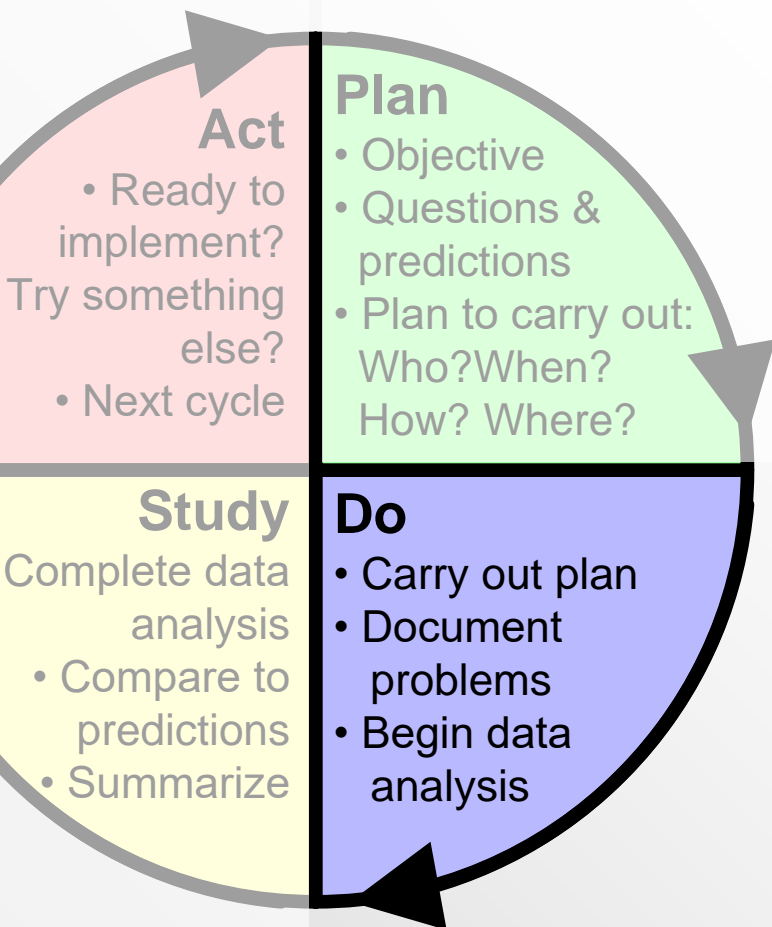 Act
• Ready to
implement?
Try something
else?
• Next cycle
Plan
• Objective
• Questions &
predictions
• Plan to carry out:
Who?When?
How? Where?
Study
Complete data
analysis
• Compare to
predictions
• Summarize
Do
• Carry out plan
• Document
problems
• Begin data
analysis